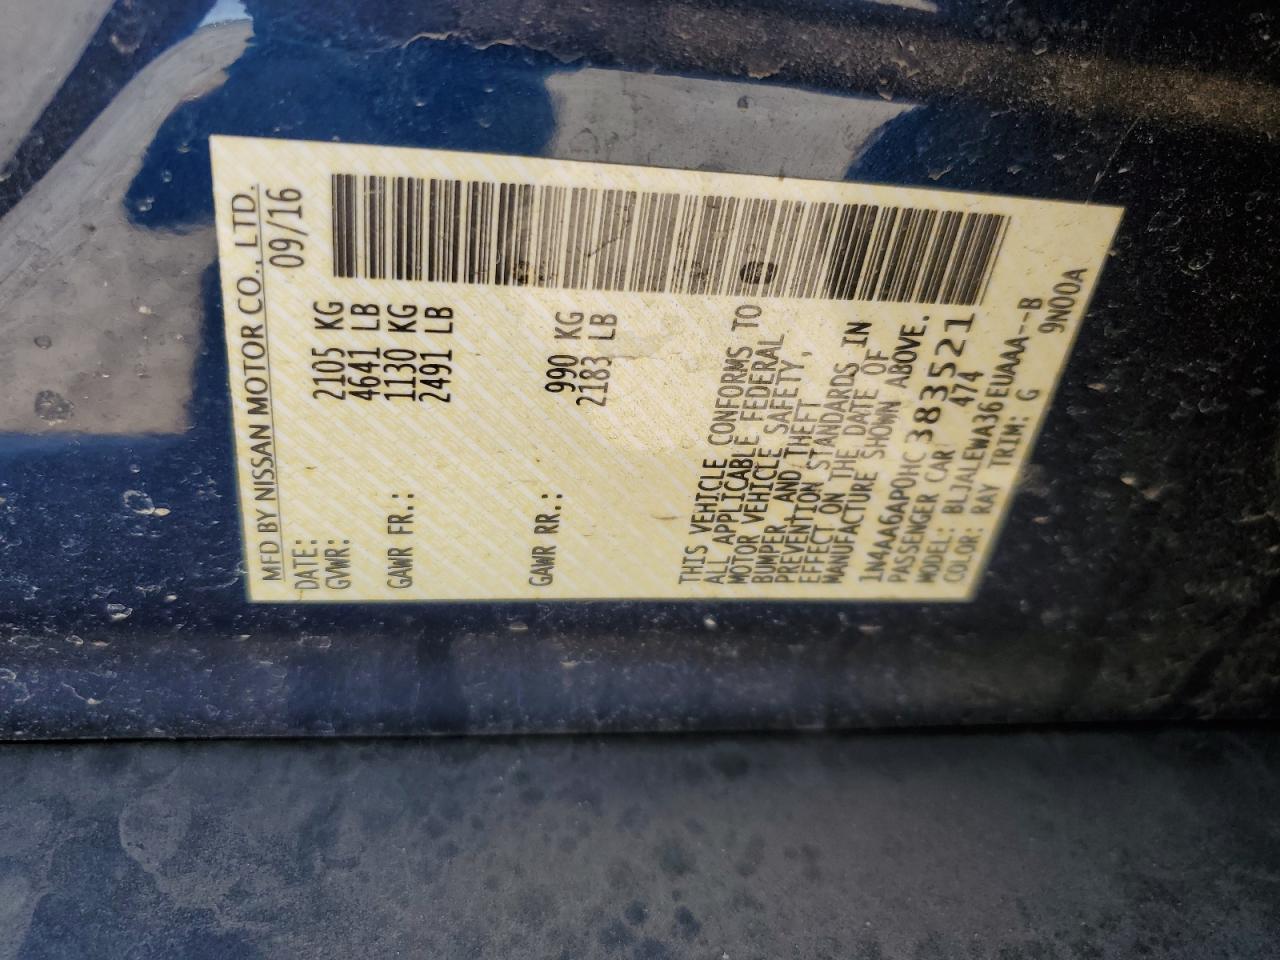 MFD BY NISSAN MOTOR CO., LTD.
DATE: 09/16
GVWR: 2105 KG
4641 LB
GAWR FR.: 1130 KG
2491 LB
GAWR RR.: 990 KG
2183 LB
THIS VEHICLE CONFORMS TO
ALL APPLICABLE FEDERAL
MOTOR VEHICLE SAFETY,
BUMPER AND THEFT
PREVENTION STANDARDS IN
EFFECT ON THE DATE OF
MANUFACTURE SHOWN ABOVE.
1N4AA6AP0HC383521
PASSENGER CAR 474
MODEL: BLJALEWA36EUAAA--B
COLOR: RAY TRIM: G 9N00A